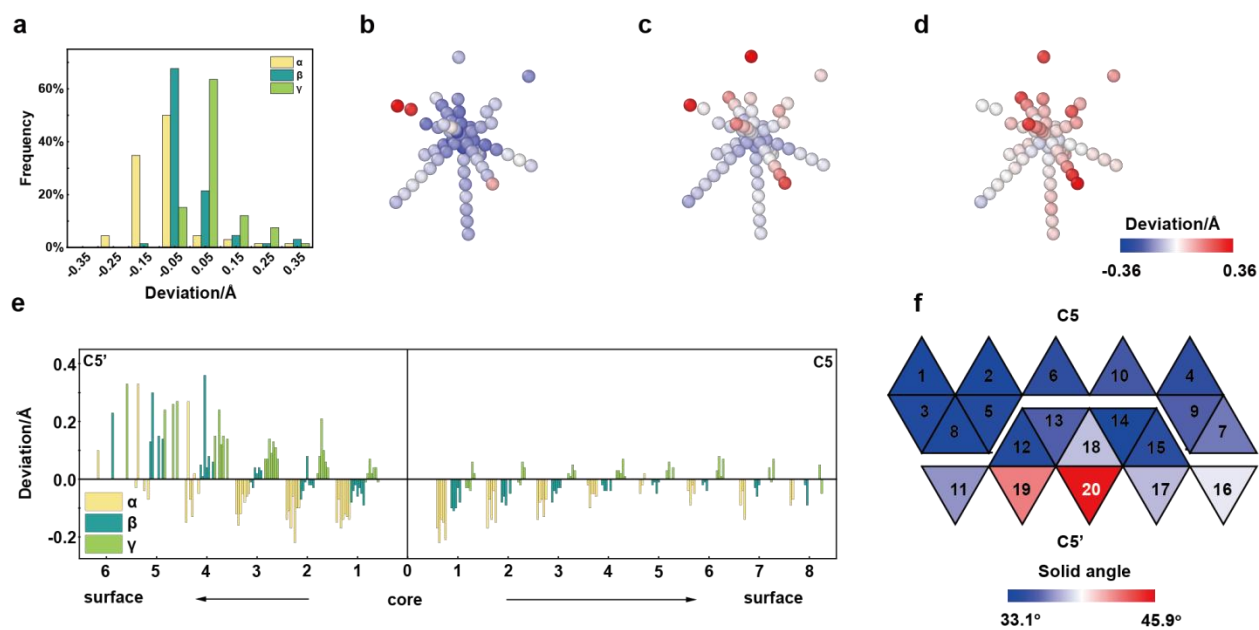 a
60%
40%
20%
0%
Frequency
α
β
γ
-0.35
-0.25
-0.15
-0.05
0.05
0.15
0.25
0.35
Deviation/Å
b
c
d
Deviation/Å
-0.36 0.36
e
C5’ C5
0.4
0.2
0.0
-0.2
Deviation/Å
α
β
γ
6 5 4 3 2 1 0 1 2 3 4 5 6 7 8
surface core surface
f
C5
1 2 6 10 4
3 8 5 13 14 9 7
12 18 15
11 19 20 17 16
C5’
Solid angle
33.1° 45.9°